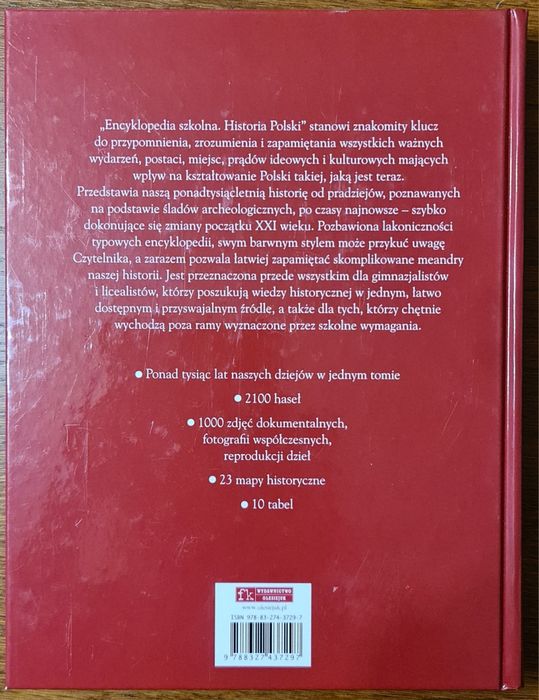 „Encyklopedia szkolna. Historia Polski” stanowi znakomity klucz
do przypomnienia, zrozumienia i zapamiętania wszystkich ważnych
wydarzeń, postaci, miejsc, prądów ideowych i kulturowych mających
wpływ na kształtowanie Polski takiej, jaką jest teraz.
Przedstawia naszą ponadtysiącletnią historię od pradziejów, poznawanych
na podstawie śladów archeologicznych, po czasy najnowsze – szybko
dokonujące się zmiany początku XXI wieku. Pozbawiona lakoniczności
typowych encyklopedii, swym barwnym stylem może przykuć uwagę
Czytelnika, a zarazem pozwala łatwiej zapamiętać skomplikowane meandry
naszej historii. Jest przeznaczona przede wszystkim dla gimnazjalistów
i licealistów, którzy poszukują wiedzy historycznej w jednym, łatwo
dostępnym i przyswajalnym źródle, a także dla tych, którzy chętnie
wychodzą poza ramy wyznaczone przez szkolne wymagania.
● Ponad tysiąc lat naszych dziejów w jednym tomie
● 2100 haseł
● 1000 zdjęć dokumentalnych,
fotografii współczesnych,
reprodukcji dzieł
● 23 mapy historyczne
● 10 tabel
fk WYDAWNICTWO
OLESIEJUK
www.olesiejuk.pl
ISBN 978-83-274-3729-7
9 788327 437297